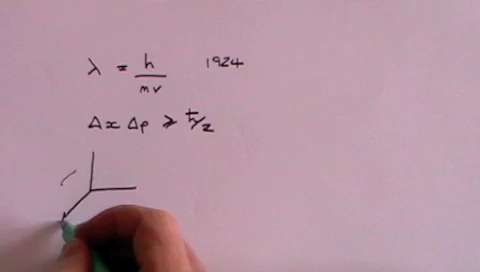 λ = h/mv 1924
Δx Δp ≥ ħ/2